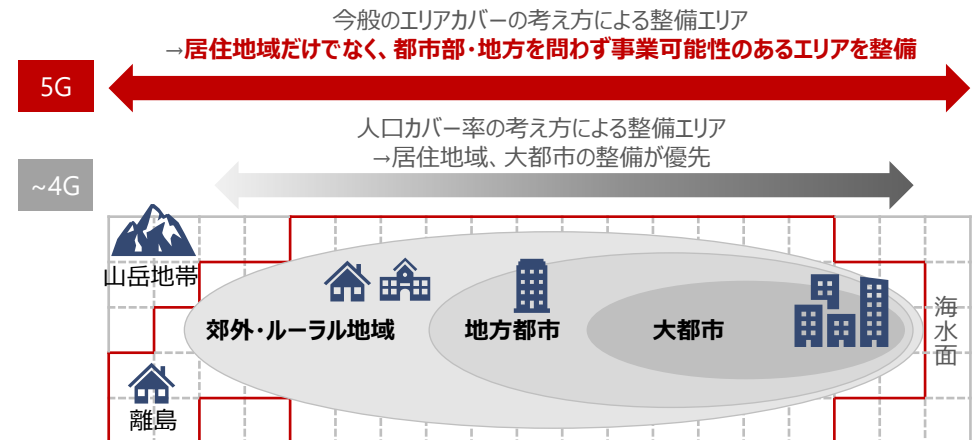 今般のエリアカバーの考え方による整備エリア
→居住地域だけでなく、都市部・地方を問わず事業可能性のあるエリアを整備
5G
人口カバー率の考え方による整備エリア
→居住地域、大都市の整備が優先
~4G
山岳地帯
郊外・ルーラル地域
地方都市
大都市
海水面
離島